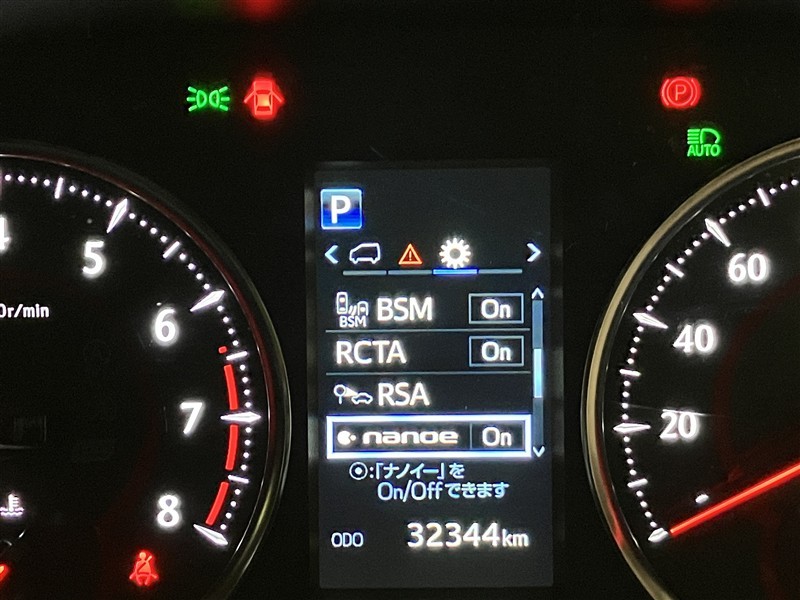 P
AUTO
P
BSM BSM On
RCTA On
RSA
nanoe On
:「ナノイー」を
On/Offできます
ODO 32344km
5
6
7
8
0r/min
60
40
20